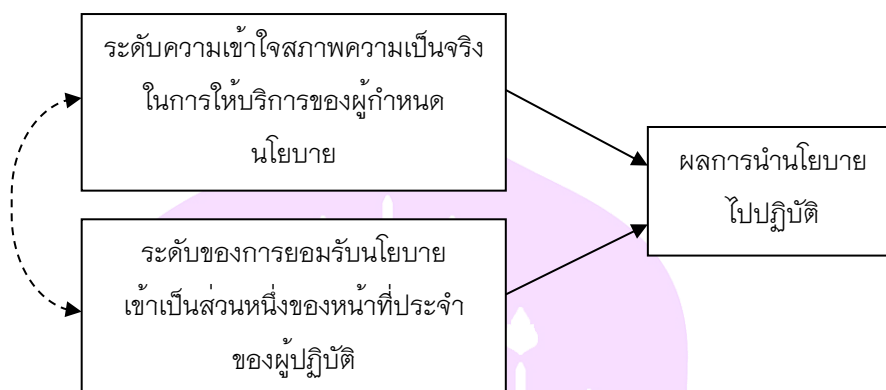 ระดับความเข้าใจสภาพความเป็นจริง
ในการให้บริการของผู้กำหนด
นโยบาย
ผลการนำนโยบาย
ไปปฏิบัติ
ระดับของการยอมรับนโยบาย
เข้าเป็นส่วนหนึ่งของหน้าที่ประจำ
ของผู้ปฏิบัติ